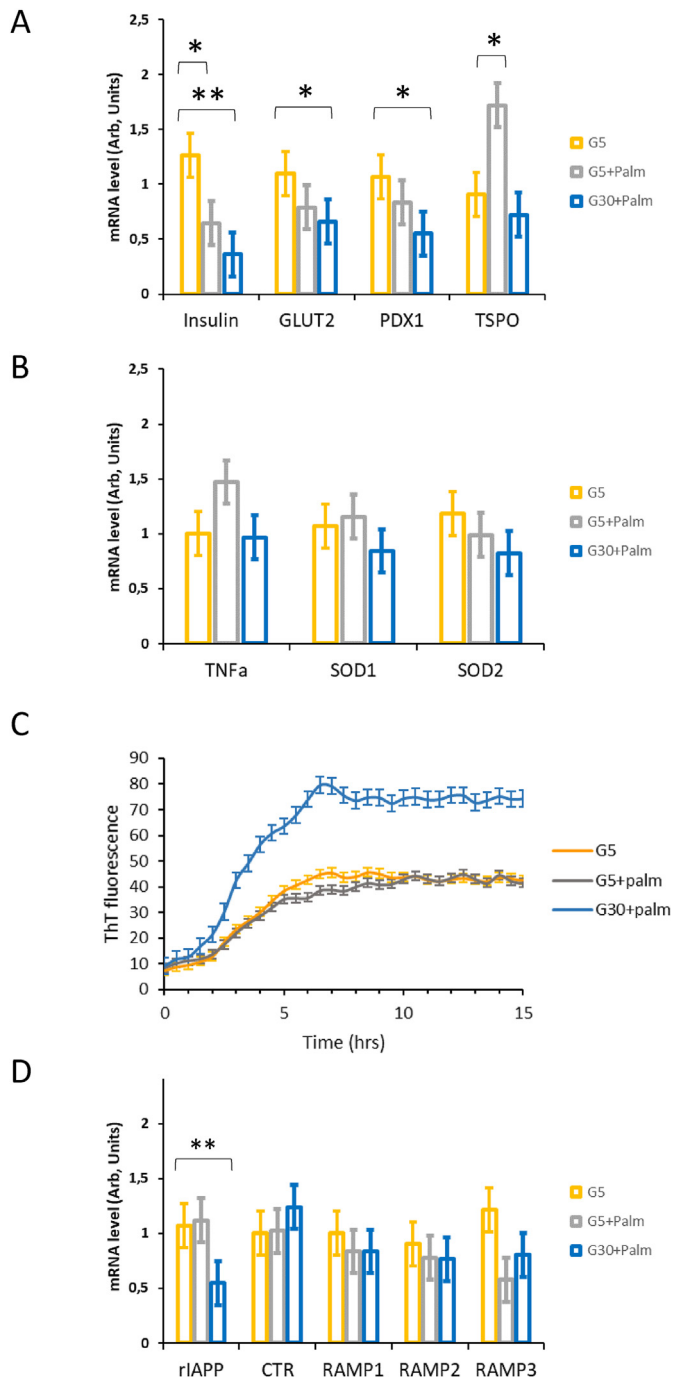 A
mRNA level (Arb, Units)
2,5
2
1,5
1
0,5
0
*
**
*
*
*
Insulin GLUT2 PDX1 TSPO
G5
G5+Palm
G30+Palm
B
mRNA level (Arb, Units)
2,5
2
1,5
1
0,5
0
TNFa SOD1 SOD2
G5
G5+Palm
G30+Palm
C
ThT fluorescence
90
80
70
60
50
40
30
20
10
0
0 5 10 15
Time (hrs)
G5
G5+palm
G30+palm
D
mRNA level (Arb, Units)
2
1,5
1
0,5
0
**
rIAPP CTR RAMP1 RAMP2 RAMP3
G5
G5+Palm
G30+Palm